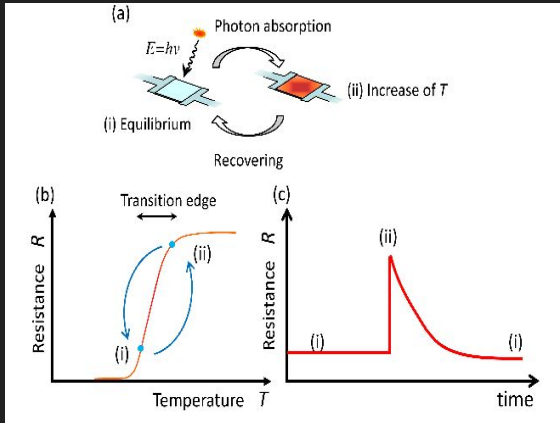 (a)
Photon absorption
E=hν
(ii) Increase of T
(i) Equilibrium
Recovering
(b)
Transition edge
Resistance R
(ii)
(i)
Temperature T
(c)
Resistance R
(ii)
(i)
(i)
time